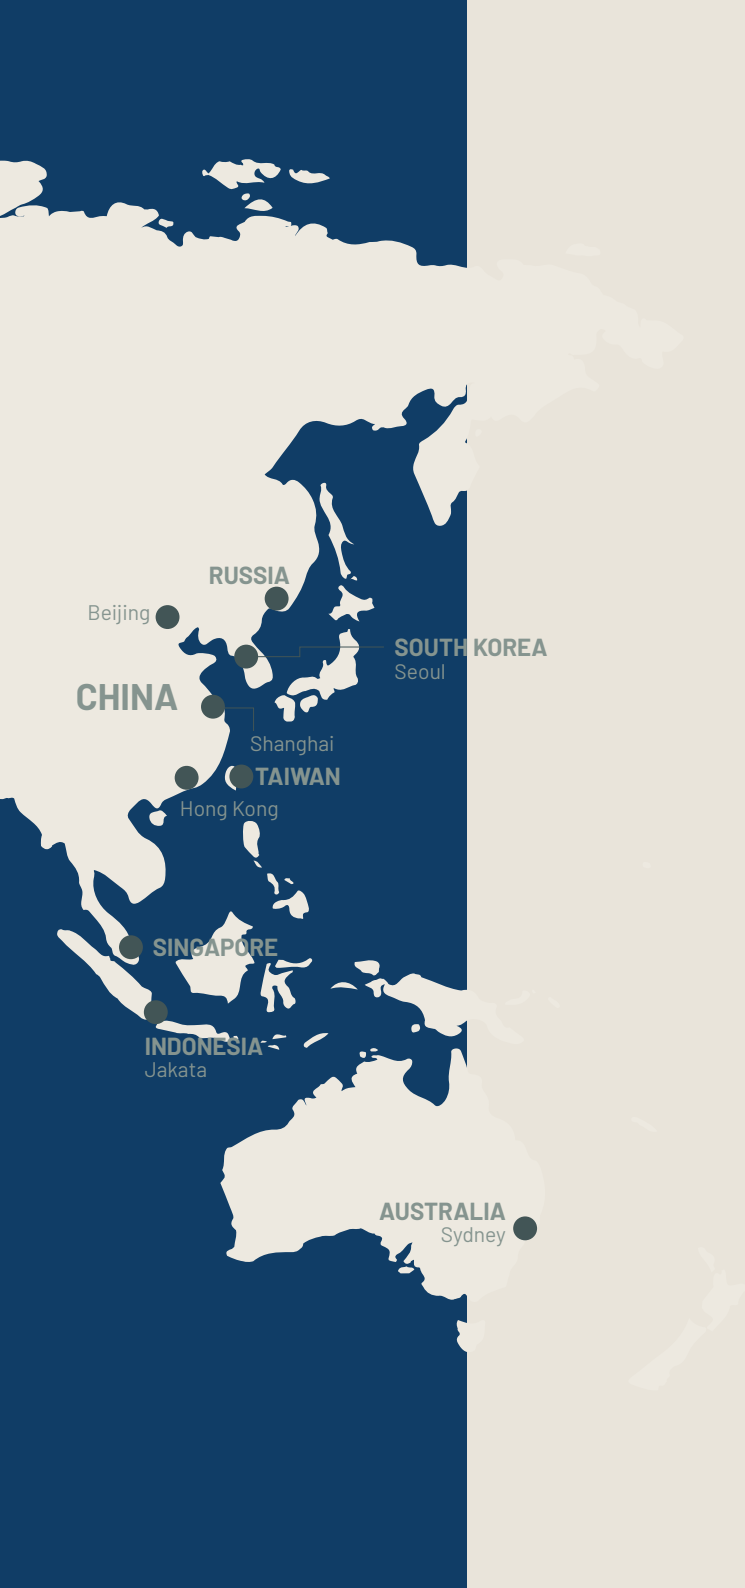 RUSSIA
Beijing
SOUTH KOREA
Seoul
CHINA
Shanghai
TAIWAN
Hong Kong
SINGAPORE
INDONESIA
Jakata
AUSTRALIA
Sydney